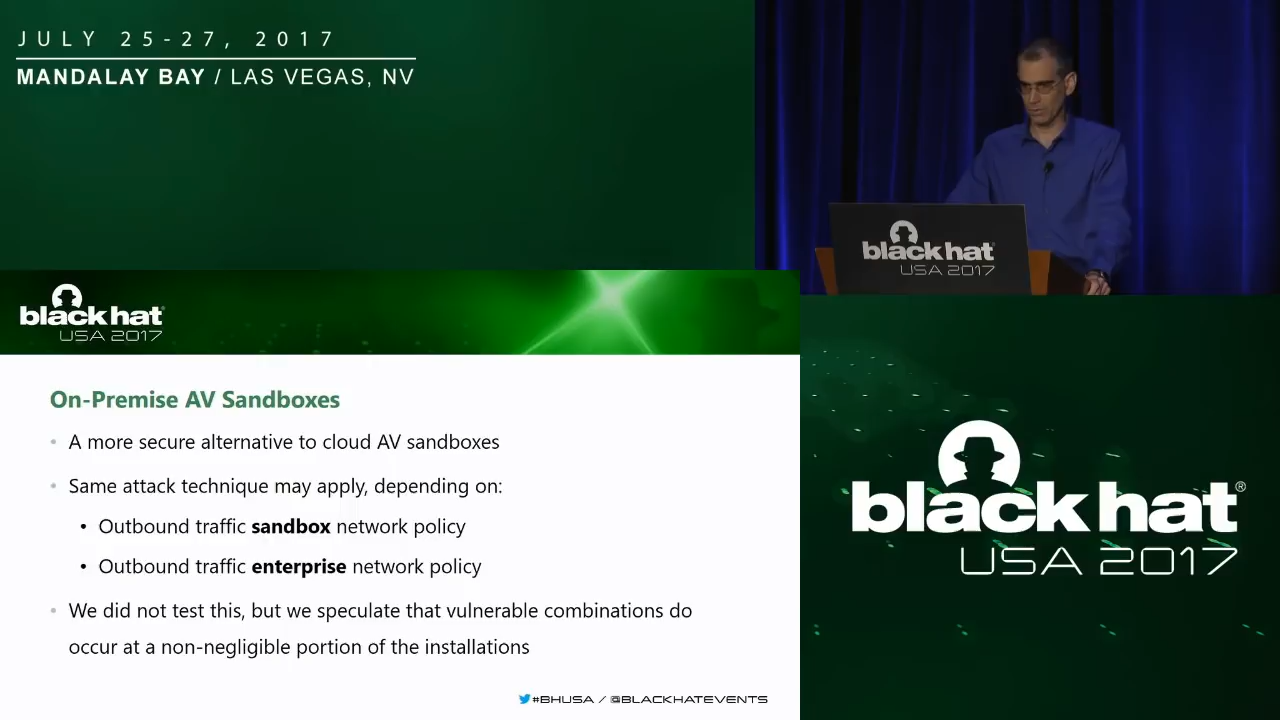 JULY 25-27, 2017
MANDALAY BAY / LAS VEGAS, NV
black hat
USA 2017
black hat
USA 2017
On-Premise AV Sandboxes
• A more secure alternative to cloud AV sandboxes
• Same attack technique may apply, depending on:
• Outbound traffic sandbox network policy
• Outbound traffic enterprise network policy
• We did not test this, but we speculate that vulnerable combinations do
occur at a non-negligible portion of the installations
#BHUSA / @BLACKHATEVENTS
black hat®
USA 2017